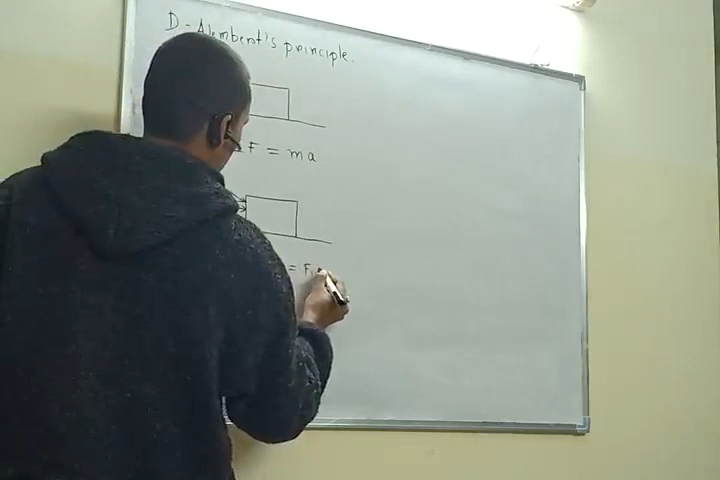 D-Alembert's principle.
F = ma
= F